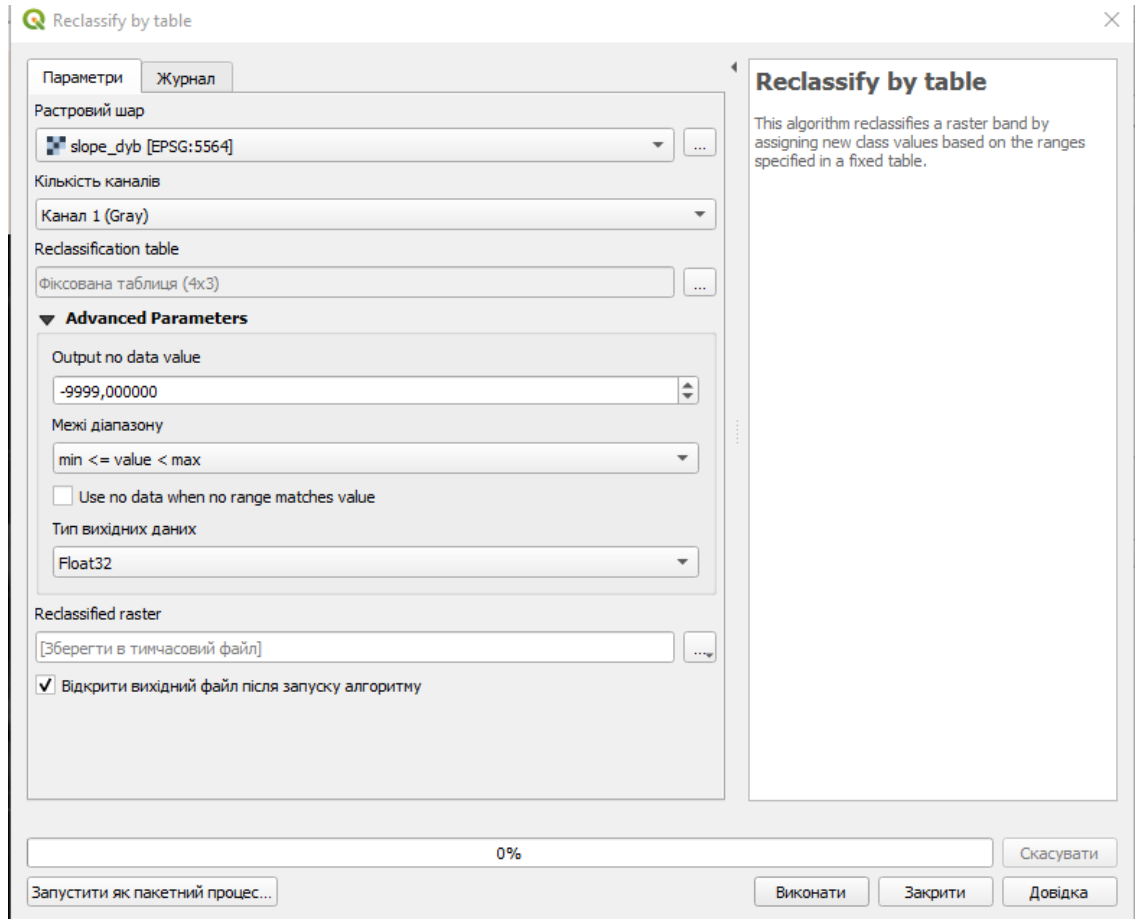 Reclassify by table
Параметри
Журнал
Растровий шар
slope_dyb [EPSG:5564]
...
Кількість каналів
Канал 1 (Gray)
Reclassification table
Фіксована таблиця (4x3)
...
Advanced Parameters
Output no data value
-9999,000000
Межі діапазону
min <= value < max
Use no data when no range matches value
Тип вихідних даних
Float32
Reclassified raster
[Зберегти в тимчасовий файл]
...
Відкрити вихідний файл після запуску алгоритму
Reclassify by table
This algorithm reclassifies a raster band by
assigning new class values based on the ranges
specified in a fixed table.
0%
Скасувати
Запустити як пакетний процес...
Виконати
Закрити
Довідка